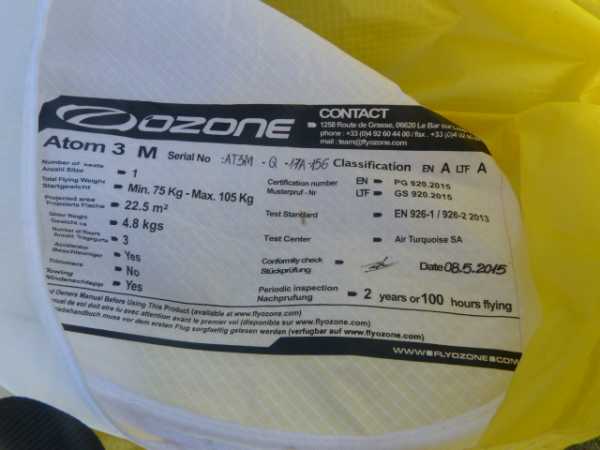 OZONE
CONTACT
1258 Route de Grasse, 06620 Le Bar sur
phone : +33 (0)4 92 60 44 00 / fax . +33 (0)4
mail : team@flyozone.com
Atom 3 M Serial No :AT3M - Q -17A-156 Classification EN A LTF A
Number of seats
Anzahl Sitze
1
Total Flying Weight
Startgewicht
Min. 75 Kg - Max. 105 Kg
Projected area
Projizierte Fläche
22.5 m²
Glider Weight
Gewicht ca
4.8 kgs
Number of risers
Anzahl Tragegurte
3
Accelerator
Beschleuniger
Yes
Trimmers
No
Towing
Windenschlepp
Yes
Certification number EN PG 920.2015
Musterpruf - Nr LTF GS 920.2015
Test Standard EN 926-1 / 926-2 2013
Test Center Air Turquoise SA
Conformity check
Stückprüfung
Date 08.5.2015
Periodic inspection
Nachprufung
2 years or 100 hours flying
Owners Manual Before Using This Product (available at www.flyozone.com)
manuel de vol doit être lu avec attention avant le premier vol (disponible sur www.flyozone.com)
handbuch muss vor dem ersten Flug sorgfaeltig gelesen werden (verfugbar auf www.flyozone.com)
WWW.FLYOZONE.COM